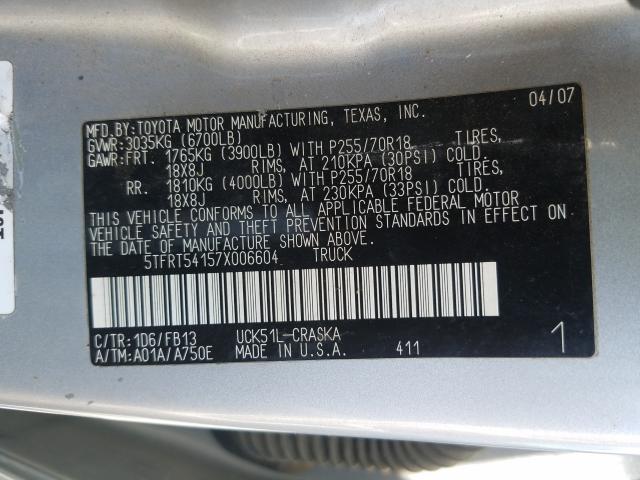 MFD.BY:TOYOTA MOTOR MANUFACTURING, TEXAS, INC. 04/07
GVWR:3035KG (6700LB)
GAWR:FRT. 1765KG (3900LB) WITH P255/70R18 TIRES,
18X8J RIMS, AT 210KPA (30PSI) COLD.
RR. 1810KG (4000LB) WITH P255/70R18 TIRES,
18X8J RIMS, AT 230KPA (33PSI) COLD.
THIS VEHICLE CONFORMS TO ALL APPLICABLE FEDERAL MOTOR
VEHICLE SAFETY AND THEFT PREVENTION STANDARDS IN EFFECT ON
THE DATE OF MANUFACTURE SHOWN ABOVE.
5TFRT54157X006604 TRUCK
C/TR:1D6/FB13 UCK51L-CRASKA
A/TM:A01A/A750E MADE IN U.S.A. 411 1